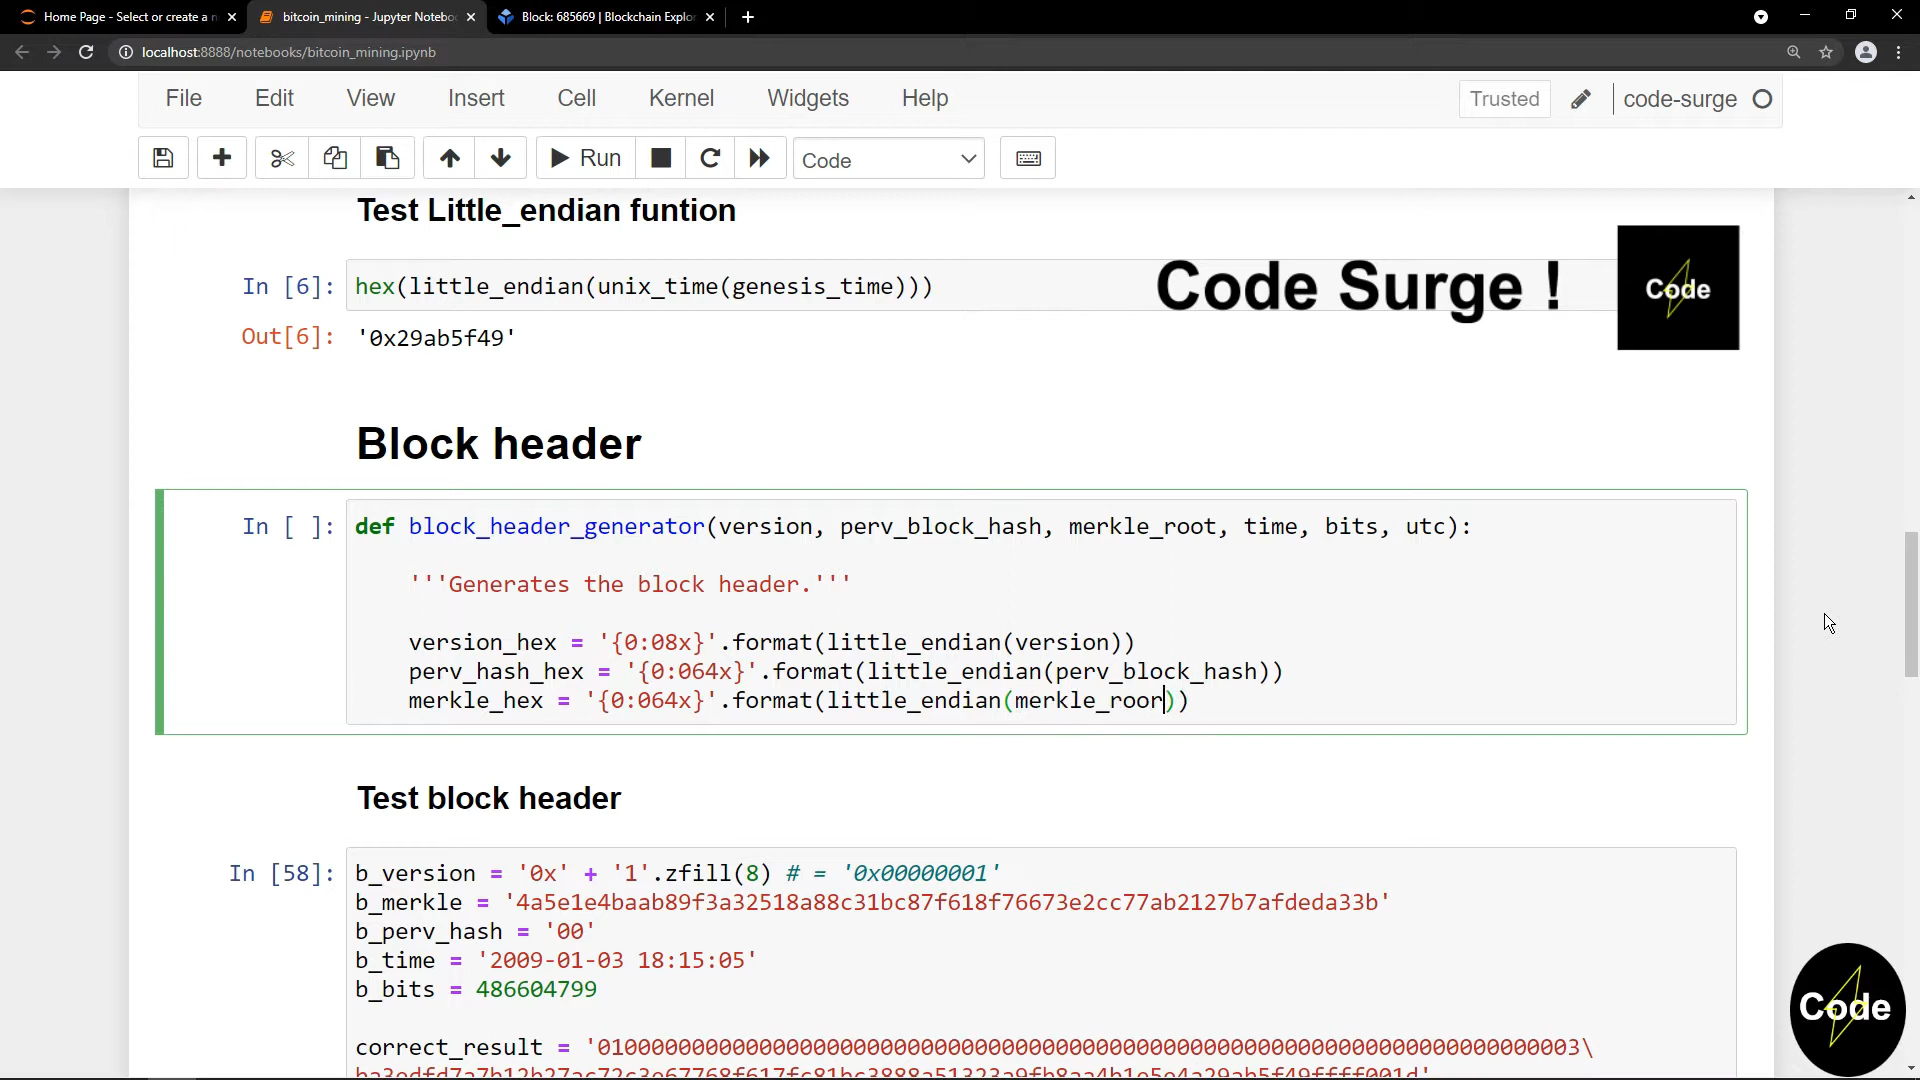 Home Page - Select or create a n
bitcoin_mining - Jupyter Notebo
Block: 685669 | Blockchain Explo
localhost:8888/notebooks/bitcoin_mining.ipynb
File Edit View Insert Cell Kernel Widgets Help
Trusted code-surge
Run Code
Test Little_endian funtion
In [6]: hex(little_endian(unix_time(genesis_time)))
Code Surge !
Code
Out[6]: '0x29ab5f49'
Block header
In [ ]: def block_header_generator(version, perv_block_hash, merkle_root, time, bits, utc):
'''Generates the block header.'''
version_hex = '{0:08x}'.format(little_endian(version))
perv_hash_hex = '{0:064x}'.format(little_endian(perv_block_hash))
merkle_hex = '{0:064x}'.format(little_endian(merkle_roor))
Test block header
In [58]: b_version = '0x' + '1'.zfill(8) # = '0x00000001'
b_merkle = '4a5e1e4baab89f3a32518a88c31bc87f618f76673e2cc77ab2127b7afdeda33b'
b_perv_hash = '00'
b_time = '2009-01-03 18:15:05'
b_bits = 486604799
Code
correct_result = '0100000000000000000000000000000000000000000000000000000000000000000000003\
ba3edfd7a7b12b27ac72c3e67768f617fc81bc3888a51323a9fb8aa4b1e5e4a29ab5f49ffff001d'